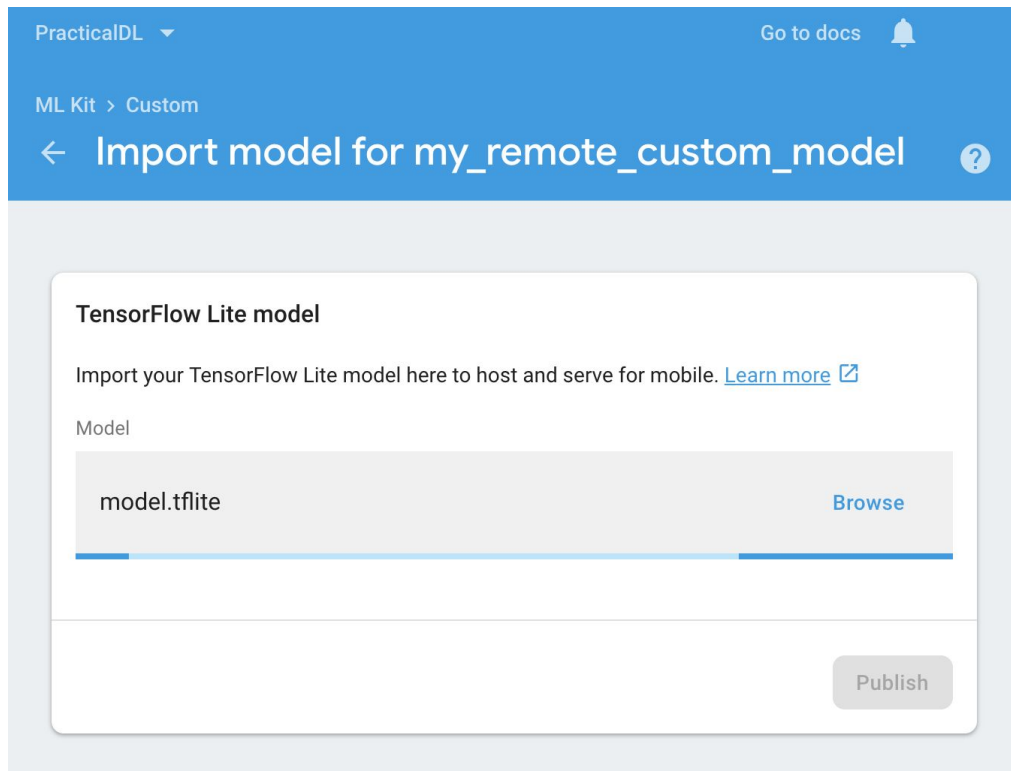 PracticalDL Go to docs
ML Kit > Custom
Import model for my_remote_custom_model ?
TensorFlow Lite model
Import your TensorFlow Lite model here to host and serve for mobile. Learn more
Model
model.tflite Browse
Publish